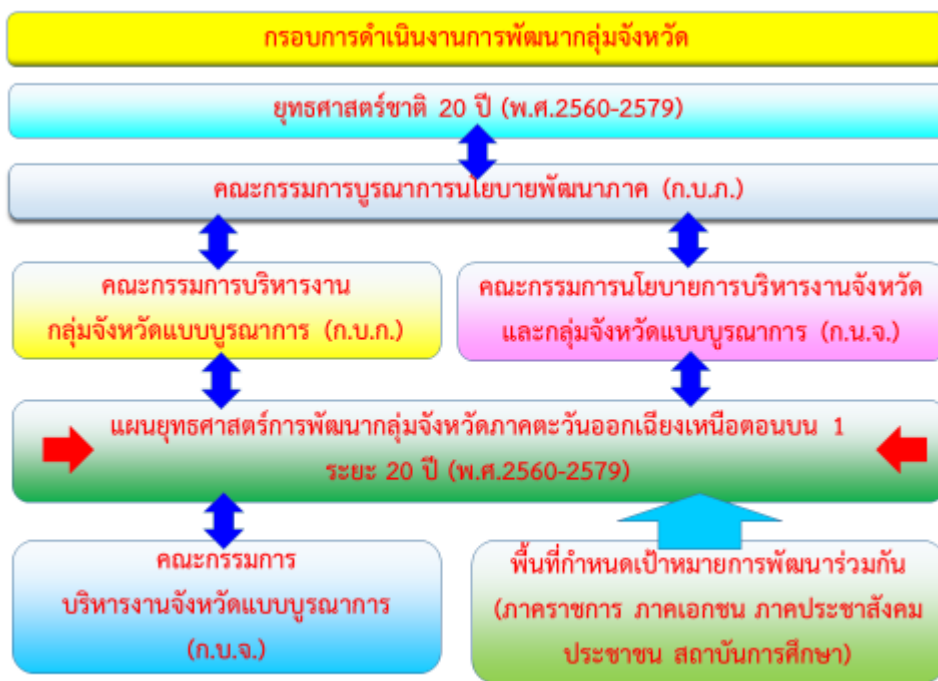 กรอบการดำเนินงานการพัฒนากลุ่มจังหวัด
ยุทธศาสตร์ชาติ 20 ปี (พ.ศ.2560-2579)
คณะกรรมการบูรณาการนโยบายพัฒนาภาค (ก.บ.ภ.)
คณะกรรมการบริหารงาน
กลุ่มจังหวัดแบบบูรณาการ (ก.บ.ก.)
คณะกรรมการนโยบายการบริหารงานจังหวัด
และกลุ่มจังหวัดแบบบูรณาการ (ก.น.จ.)
แผนยุทธศาสตร์การพัฒนากลุ่มจังหวัดภาคตะวันออกเฉียงเหนือตอนบน 1
ระยะ 20 ปี (พ.ศ.2560-2579)
คณะกรรมการ
บริหารงานจังหวัดแบบบูรณาการ
(ก.บ.จ.)
พื้นที่กำหนดเป้าหมายการพัฒนาร่วมกัน
(ภาคราชการ ภาคเอกชน ภาคประชาสังคม
ประชาชน สถาบันการศึกษา)